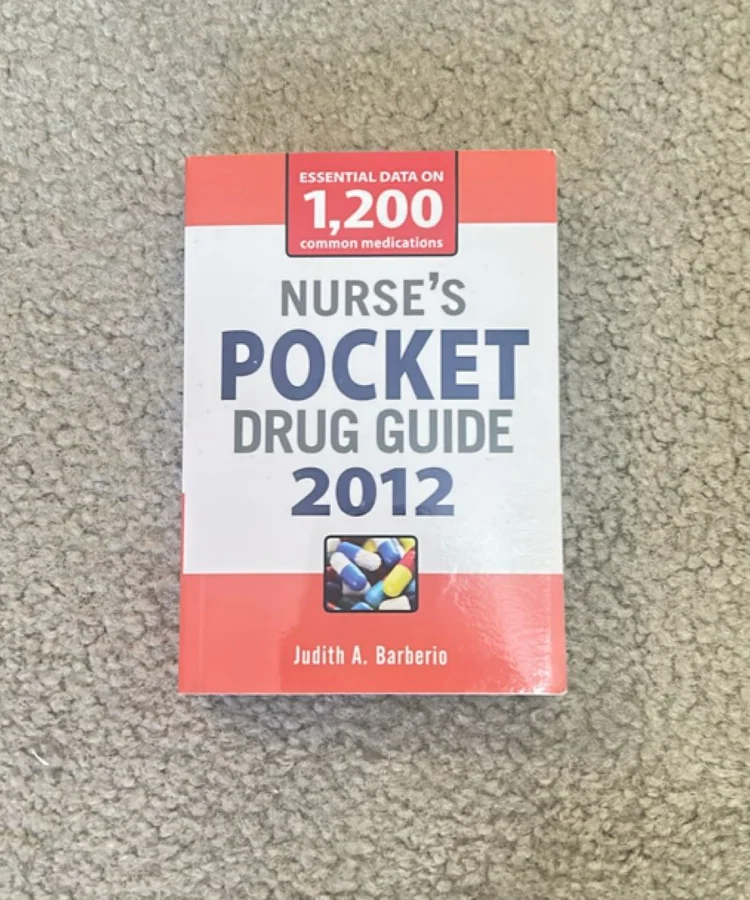 ESSENTIAL DATA ON
1,200
common medications
NURSE'S
POCKET
DRUG GUIDE
2012
Judith A. Barberio